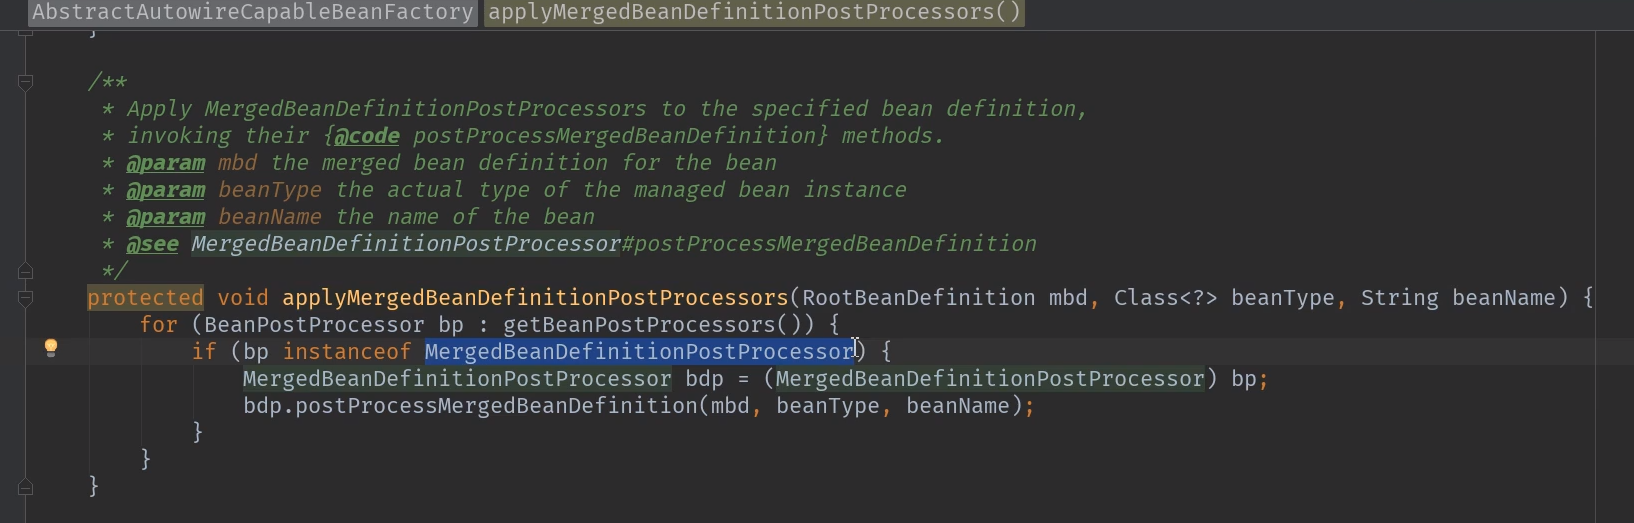 AbstractAutowireCapableBeanFactory applyMergedBeanDefinitionPostProcessors()
}
/**
* Apply MergedBeanDefinitionPostProcessors to the specified bean definition,
* invoking their {@code postProcessMergedBeanDefinition} methods.
* @param mbd the merged bean definition for the bean
* @param beanType the actual type of the managed bean instance
* @param beanName the name of the bean
* @see MergedBeanDefinitionPostProcessor#postProcessMergedBeanDefinition
*/
protected void applyMergedBeanDefinitionPostProcessors(RootBeanDefinition mbd, Class<?> beanType, String beanName) {
for (BeanPostProcessor bp : getBeanPostProcessors()) {
if (bp instanceof MergedBeanDefinitionPostProcessor) {
MergedBeanDefinitionPostProcessor bdp = (MergedBeanDefinitionPostProcessor) bp;
bdp.postProcessMergedBeanDefinition(mbd, beanType, beanName);
}
}
}